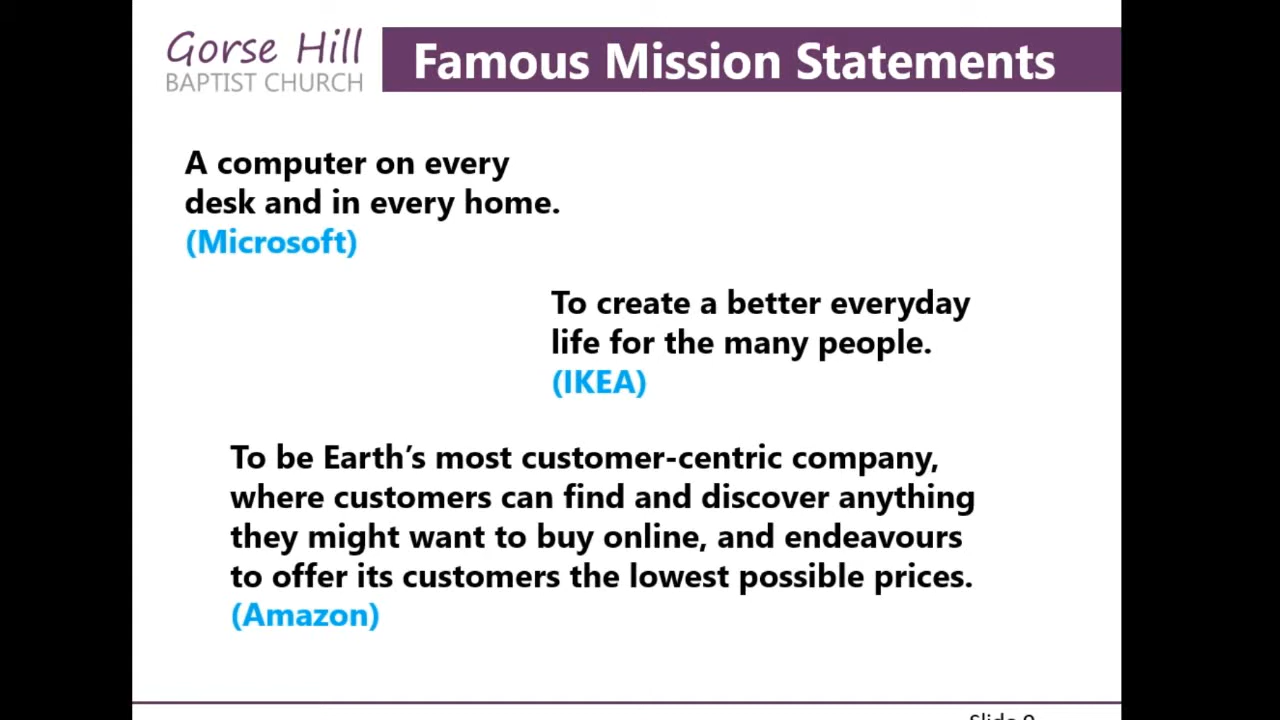 Gorse Hill
BAPTIST CHURCH
Famous Mission Statements
A computer on every
desk and in every home.
(Microsoft)
To create a better everyday
life for the many people.
(IKEA)
To be Earth’s most customer-centric company,
where customers can find and discover anything
they might want to buy online, and endeavours
to offer its customers the lowest possible prices.
(Amazon)
Slide